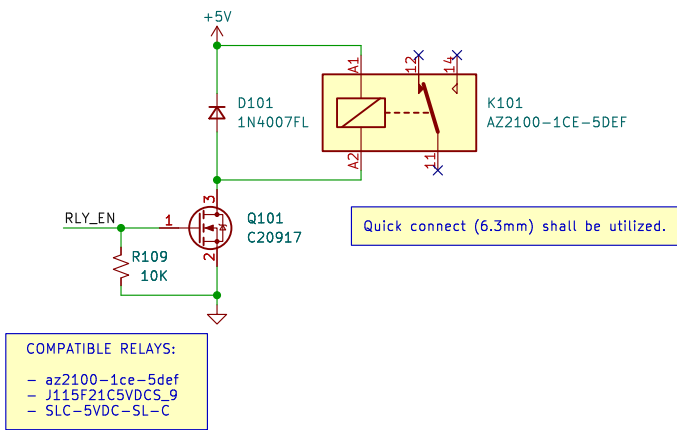 +5V
A1
12
14
D101
1N4007FL
K101
AZ2100-1CE-5DEF
A2
11
3
RLY_EN
1
Q101
C20917
2
Quick connect (6.3mm) shall be utilized.
R109
10K
COMPATIBLE RELAYS:
- az2100-1ce-5def
- J115F21C5VDCS_9
- SLC-5VDC-SL-C